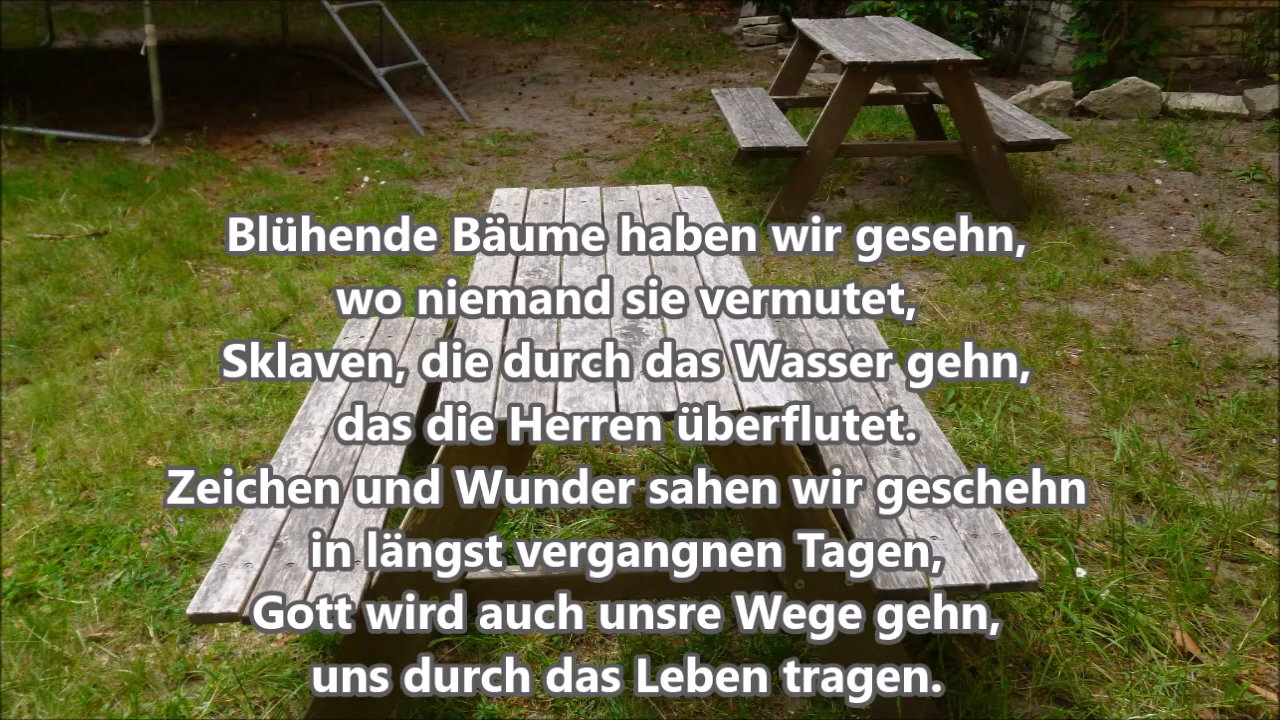 Blühende Bäume haben wir gesehn,
wo niemand sie vermutet,
Sklaven, die durch das Wasser gehn,
das die Herren überflutet.
Zeichen und Wunder sahen wir geschehn
in längst vergangnen Tagen,
Gott wird auch unsre Wege gehn,
uns durch das Leben tragen.